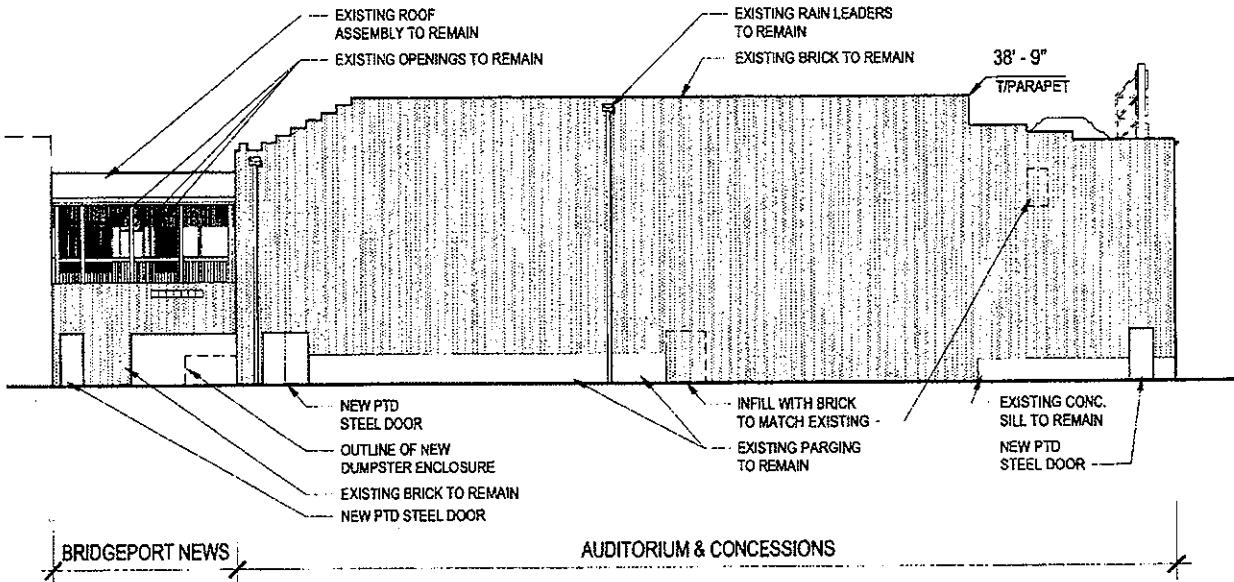 EXISTING ROOF
ASSEMBLY TO REMAIN
EXISTING OPENINGS TO REMAIN
EXISTING RAIN LEADERS
TO REMAIN
EXISTING BRICK TO REMAIN
38' - 9"
T/PARAPET
NEW PTD
STEEL DOOR
OUTLINE OF NEW
DUMPSTER ENCLOSURE
EXISTING BRICK TO REMAIN
NEW PTD STEEL DOOR
INFILL WITH BRICK
TO MATCH EXISTING
EXISTING PARGING
TO REMAIN
EXISTING CONC.
SILL TO REMAIN
NEW PTD
STEEL DOOR
BRIDGEPORT NEWS
AUDITORIUM & CONCESSIONS